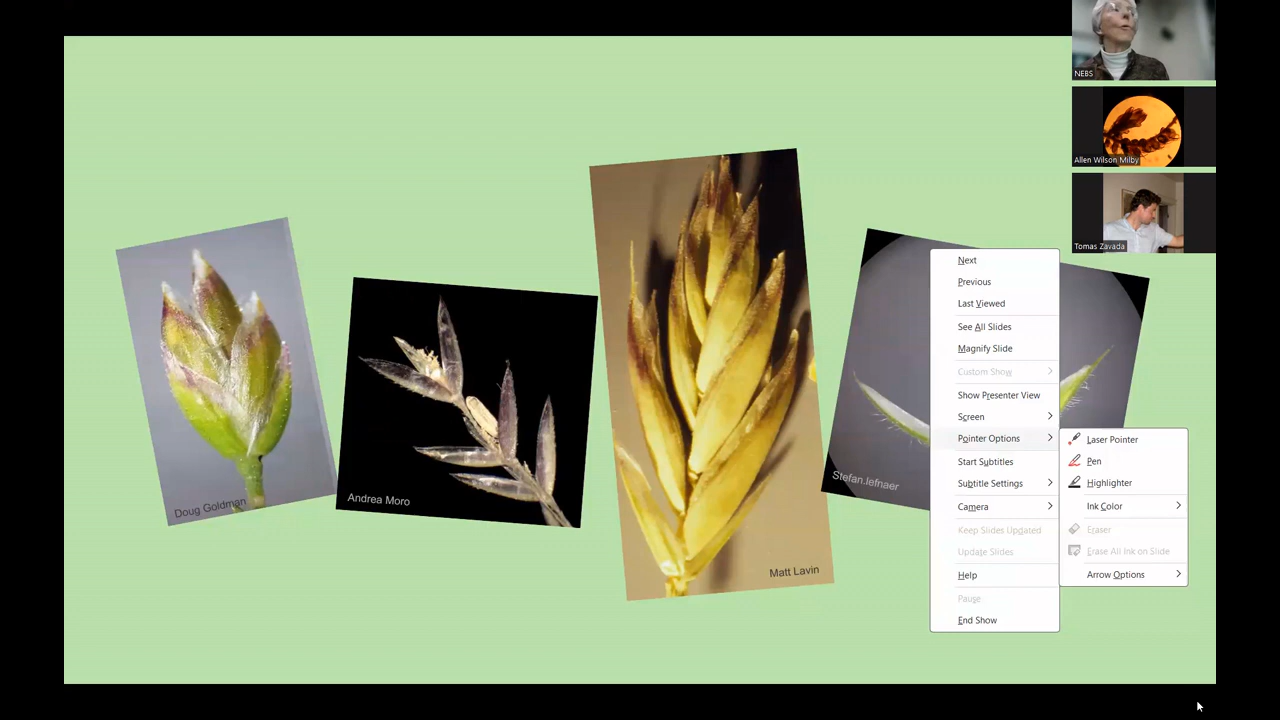 NEBS
Allen Wilson Milby
Tomas Zavada
Doug Goldman
Andrea Moro
Matt Lavin
Stefan.lefnaer
Next
Previous
Last Viewed
See All Slides
Magnify Slide
Custom Show
Show Presenter View
Screen
Pointer Options
Start Subtitles
Subtitle Settings
Camera
Keep Slides Updated
Update Slides
Help
Pause
End Show
Laser Pointer
Pen
Highlighter
Ink Color
Eraser
Erase All Ink on Slide
Arrow Options